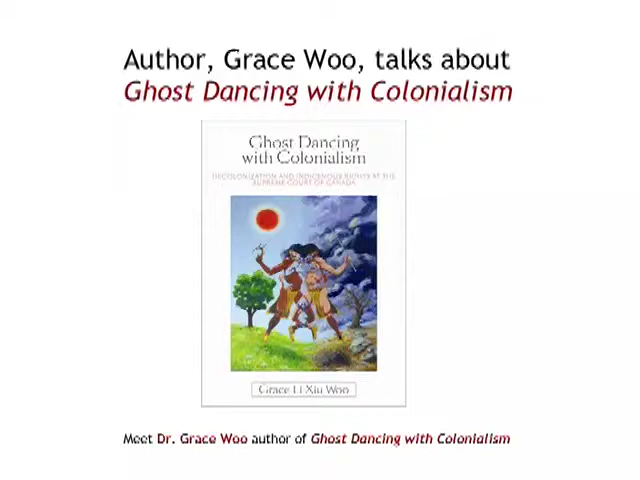 Author, Grace Woo, talks about
Ghost Dancing with Colonialism
Ghost Dancing
with Colonialism
DECOLONIZATION AND INDIGENOUS RIGHTS AT THE
SUPREME COURT OF CANADA
Grace Li Xiu Woo
Meet Dr. Grace Woo author of Ghost Dancing with Colonialism